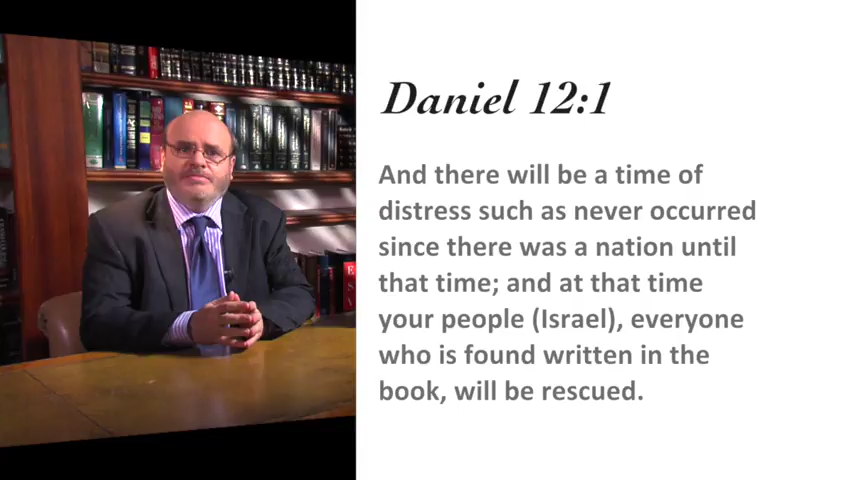 Daniel 12:1
And there will be a time of
distress such as never occurred
since there was a nation until
that time; and at that time
your people (Israel), everyone
who is found written in the
book, will be rescued.